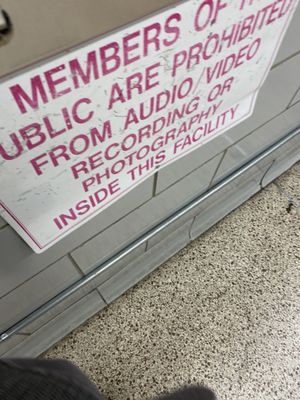 MEMBERS OF
UBLIC ARE PROHIBITED
FROM AUDIO/VIDEO
RECORDING OR
PHOTOGRAPHY
INSIDE THIS FACILITY